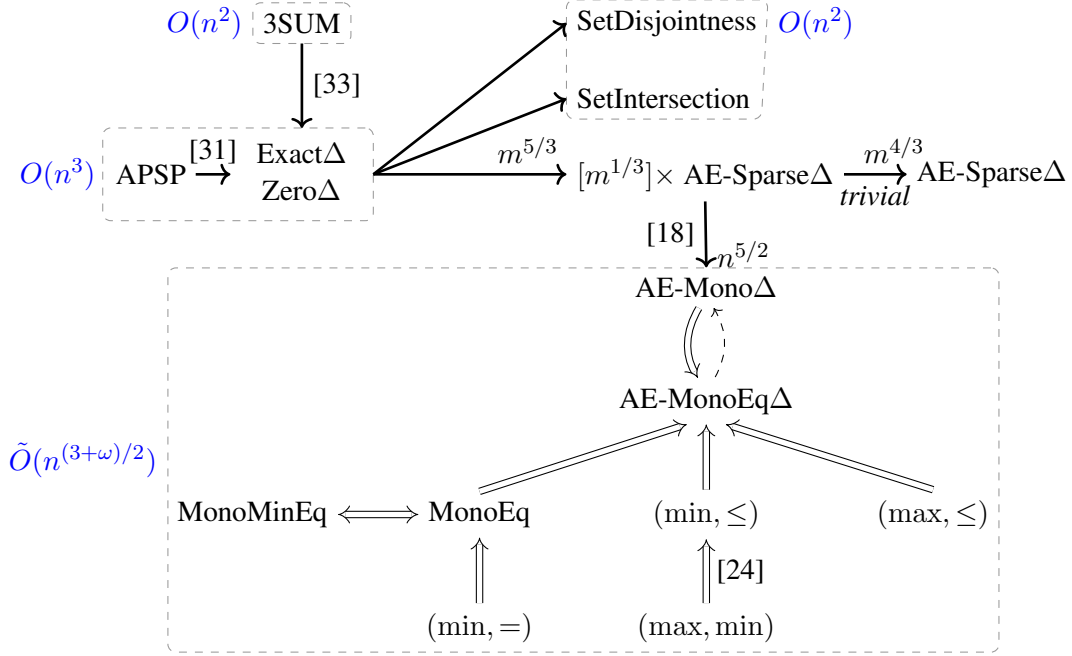 O(n²) 3SUM
SetDisjointness O(n²)
[33]
SetIntersection
O(n³) APSP [31] ExactΔ
ZeroΔ
m^{5/3}
[m^{1/3}]× AE-SparseΔ
m^{4/3}
trivial
AE-SparseΔ
[18]
n^{5/2}
AE-MonoΔ
AE-MonoEqΔ
Õ(n^{(3+ω)/2})
MonoMinEq MonoEq (min, ≤) (max, ≤)
[24]
(min, =) (max, min)